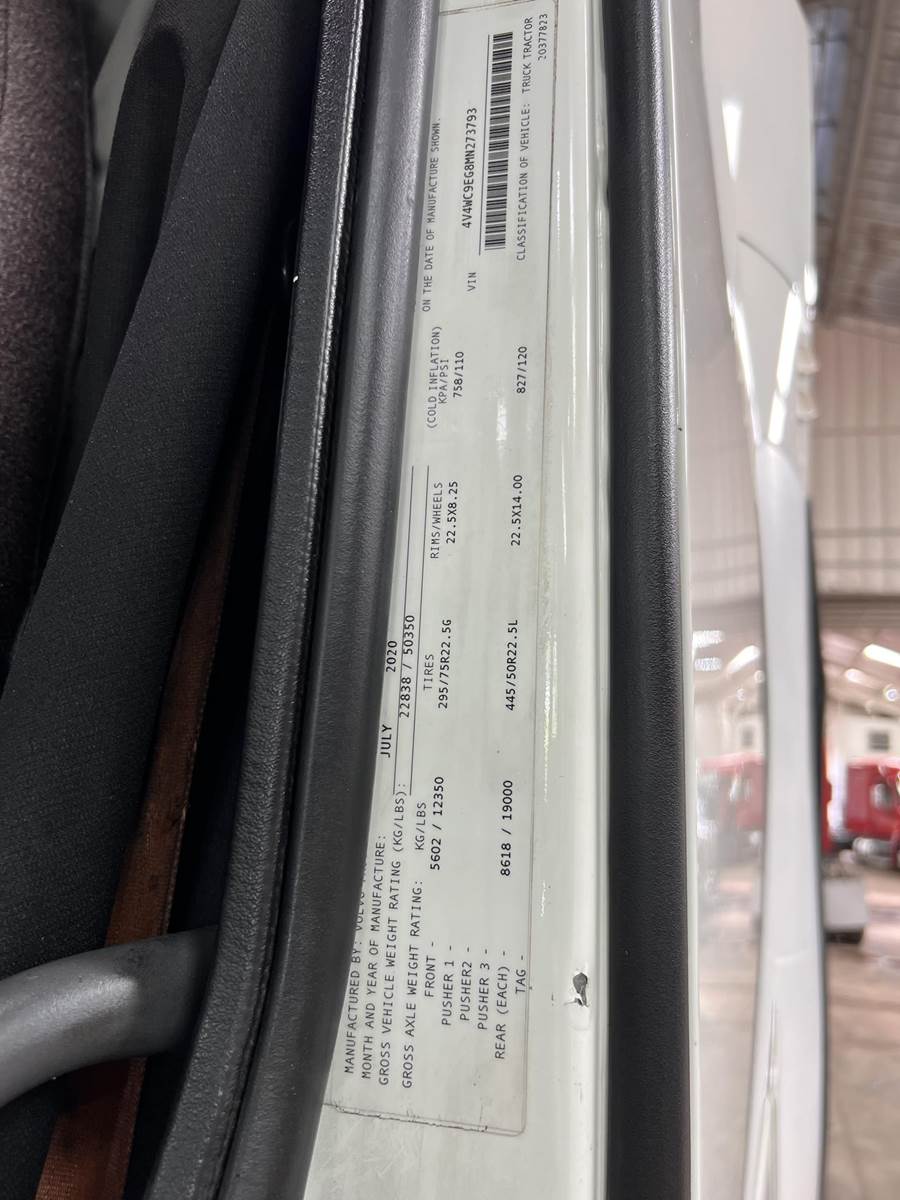 MANUFACTURED BY: VOLVO
MONTH AND YEAR OF MANUFACTURE: JULY 2020
GROSS VEHICLE WEIGHT RATING (KG/LBS): 22838 / 50350
GROSS AXLE WEIGHT RATING: KG/LBS TIRES RIMS/WHEELS (COLD INFLATION) KPA/PSI ON THE DATE OF MANUFACTURE SHOWN.
FRONT - 5602 / 12350 295/75R22.5G 22.5X8.25 758/110
PUSHER 1 -
PUSHER2 -
PUSHER 3 -
REAR (EACH) - 8618 / 19000 445/50R22.5L 22.5X14.00 827/120
TAG -
VIN 4V4WC9EG8MN273793
CLASSIFICATION OF VEHICLE: TRUCK TRACTOR
20377823